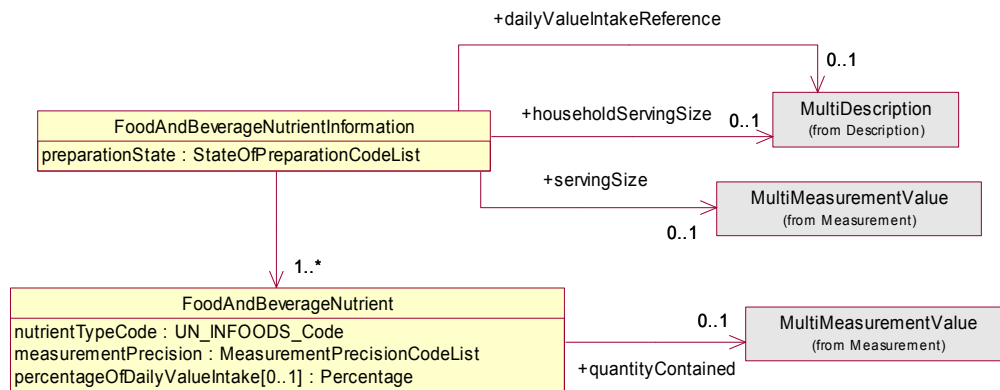 +dailyValueIntakeReference
0..1
MultiDescription
(from Description)
+householdServingSize
0..1
FoodAndBeverageNutrientInformation
preparationState : StateOfPreparationCodeList
+servingSize
0..1
MultiMeasurementValue
(from Measurement)
1..*
FoodAndBeverageNutrient
nutrientTypeCode : UN_INFOODS_Code
measurementPrecision : MeasurementPrecisionCodeList
percentageOfDailyValueIntake[0..1] : Percentage
0..1
+quantityContained
MultiMeasurementValue
(from Measurement)